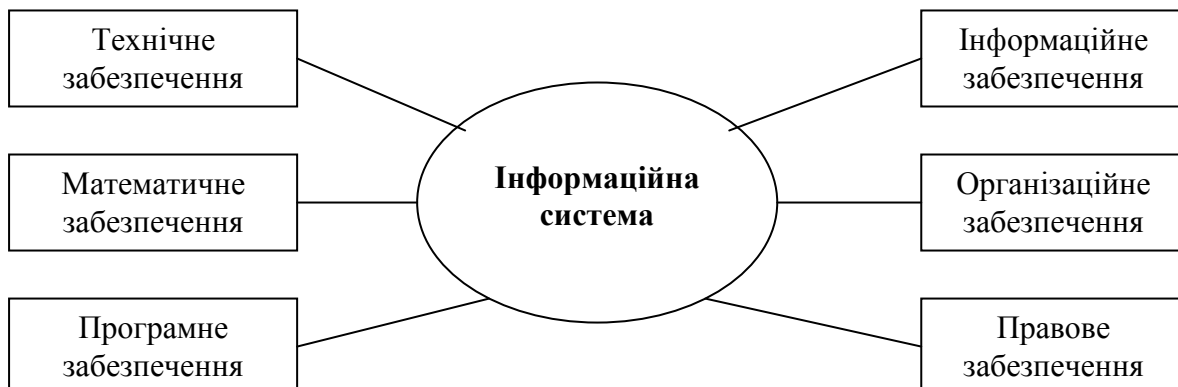 Технічне
забезпечення
Математичне
забезпечення
Програмне
забезпечення
Інформаційна
система
Інформаційне
забезпечення
Організаційне
забезпечення
Правове
забезпечення